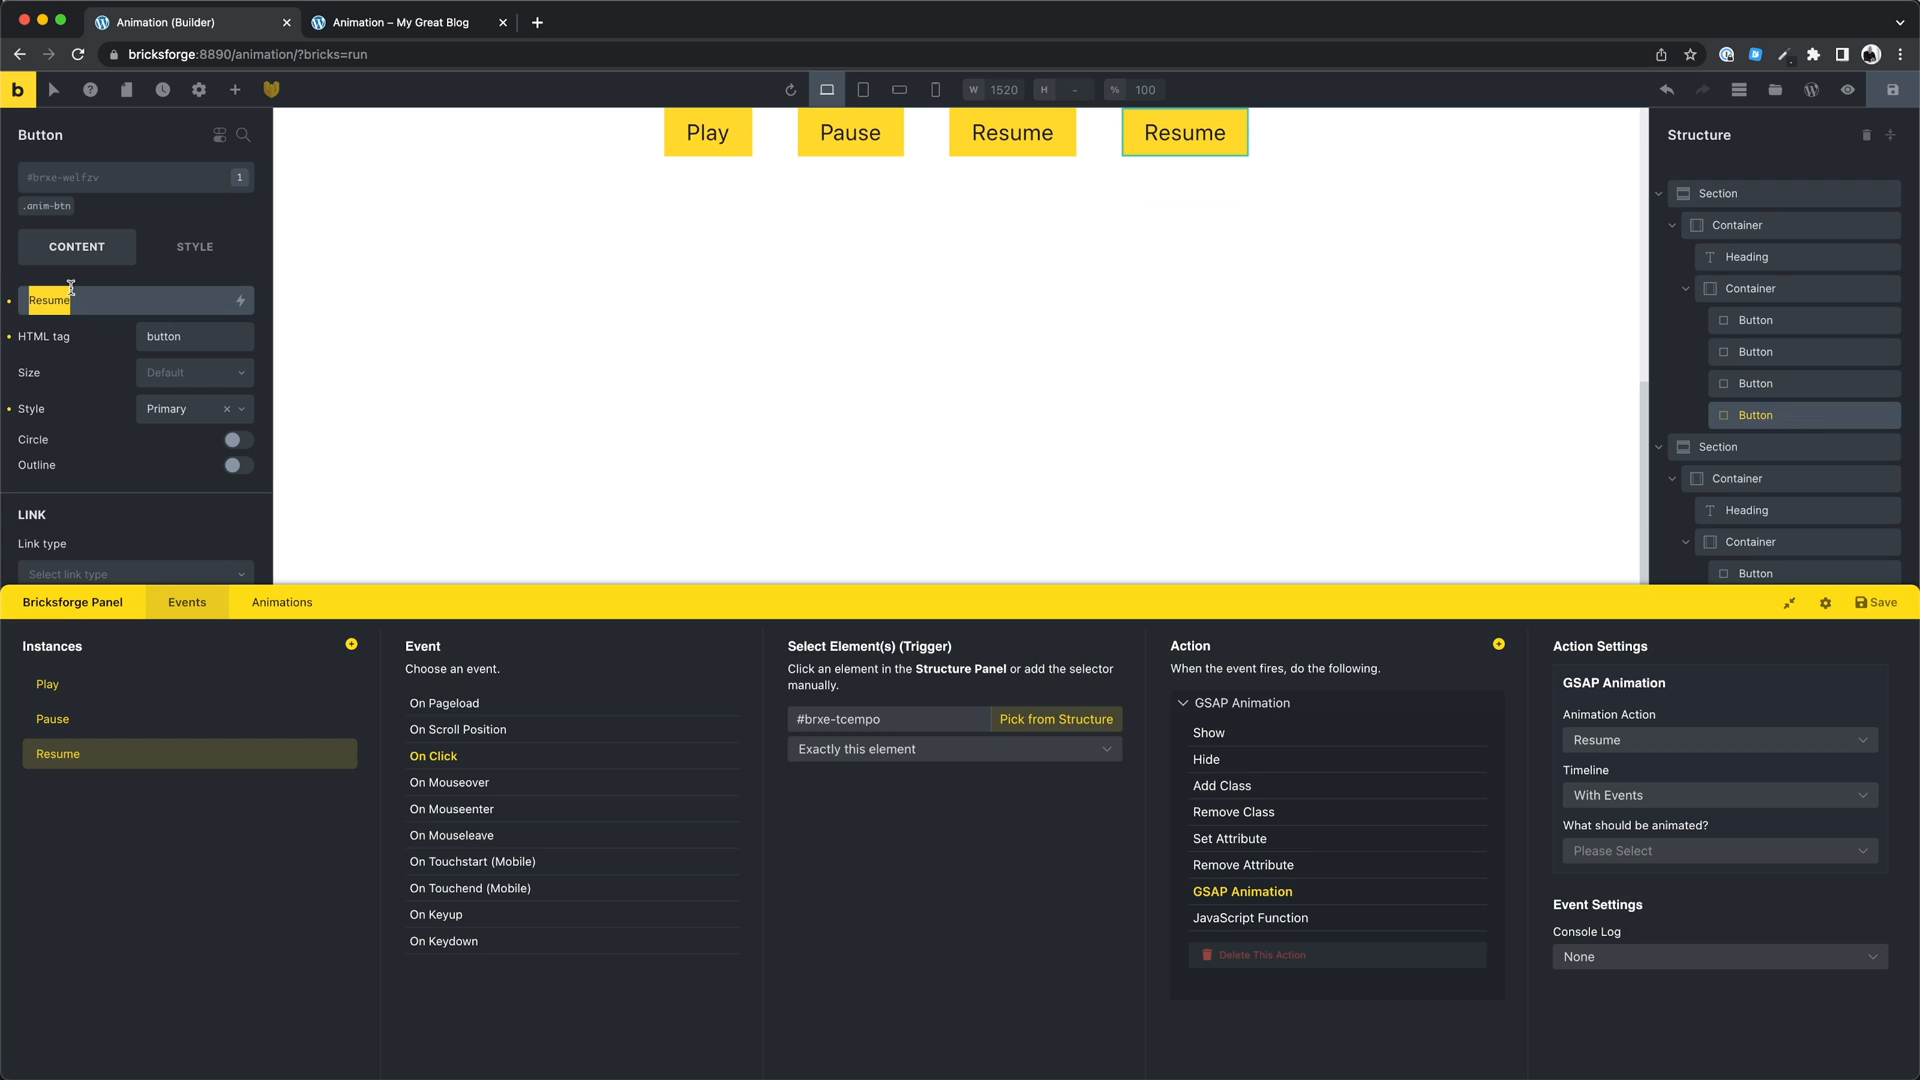 Animation (Builder)
Animation – My Great Blog
bricksforge:8890/animation/?bricks=run
b
W 1520
H -
% 100
Button
#brxe-welfzv
1
.anim-btn
CONTENT
STYLE
Resume
HTML tag
button
Size
Default
Style
Primary
Circle
Outline
LINK
Link type
Select link type
Play
Pause
Resume
Resume
Structure
Section
Container
Heading
Container
Button
Button
Button
Button
Section
Container
Heading
Container
Button
Bricksforge Panel
Events
Animations
Save
Instances
Play
Pause
Resume
Event
Choose an event.
On Pageload
On Scroll Position
On Click
On Mouseover
On Mouseenter
On Mouseleave
On Touchstart (Mobile)
On Touchend (Mobile)
On Keyup
On Keydown
Select Element(s) (Trigger)
Click an element in the Structure Panel or add the selector
manually.
#brxe-tcempo
Pick from Structure
Exactly this element
Action
When the event fires, do the following.
GSAP Animation
Show
Hide
Add Class
Remove Class
Set Attribute
Remove Attribute
GSAP Animation
JavaScript Function
Delete This Action
Action Settings
GSAP Animation
Animation Action
Resume
Timeline
With Events
What should be animated?
Please Select
Event Settings
Console Log
None